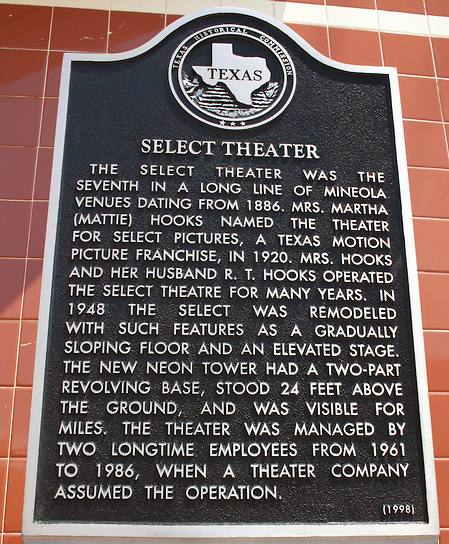 TEXAS HISTORICAL COMMISSION
TEXAS
SELECT THEATER
THE SELECT THEATER WAS THE
SEVENTH IN A LONG LINE OF MINEOLA
VENUES DATING FROM 1886. MRS. MARTHA
(MATTIE) HOOKS NAMED THE THEATER
FOR SELECT PICTURES, A TEXAS MOTION
PICTURE FRANCHISE, IN 1920. MRS. HOOKS
AND HER HUSBAND R. T. HOOKS OPERATED
THE SELECT THEATRE FOR MANY YEARS. IN
1948 THE SELECT WAS REMODELED
WITH SUCH FEATURES AS A GRADUALLY
SLOPING FLOOR AND AN ELEVATED STAGE.
THE NEW NEON TOWER HAD A TWO-PART
REVOLVING BASE, STOOD 24 FEET ABOVE
THE GROUND, AND WAS VISIBLE FOR
MILES. THE THEATER WAS MANAGED BY
TWO LONGTIME EMPLOYEES FROM 1961
TO 1986, WHEN A THEATER COMPANY
ASSUMED THE OPERATION.
(1998)